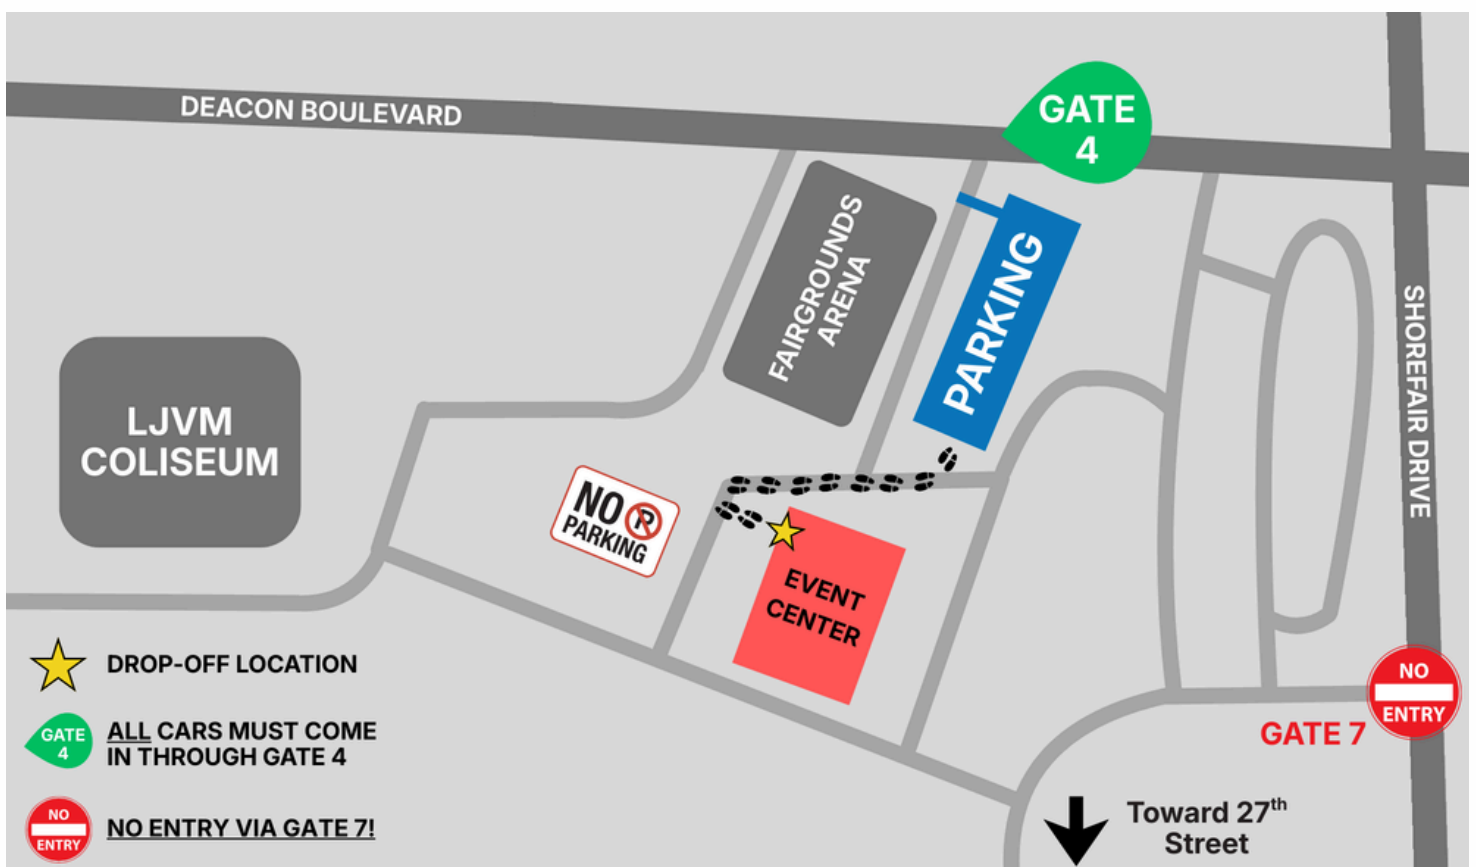 DEACON BOULEVARD
GATE
4
FAIRGROUNDS
ARENA
PARKING
SHOREFAIR DRIVE
LJVM
COLISEUM
NO P
PARKING
EVENT
CENTER
DROP-OFF LOCATION
GATE
4
ALL CARS MUST COME
IN THROUGH GATE 4
NO
ENTRY
NO ENTRY VIA GATE 7!
NO
ENTRY
GATE 7
Toward 27th
Street